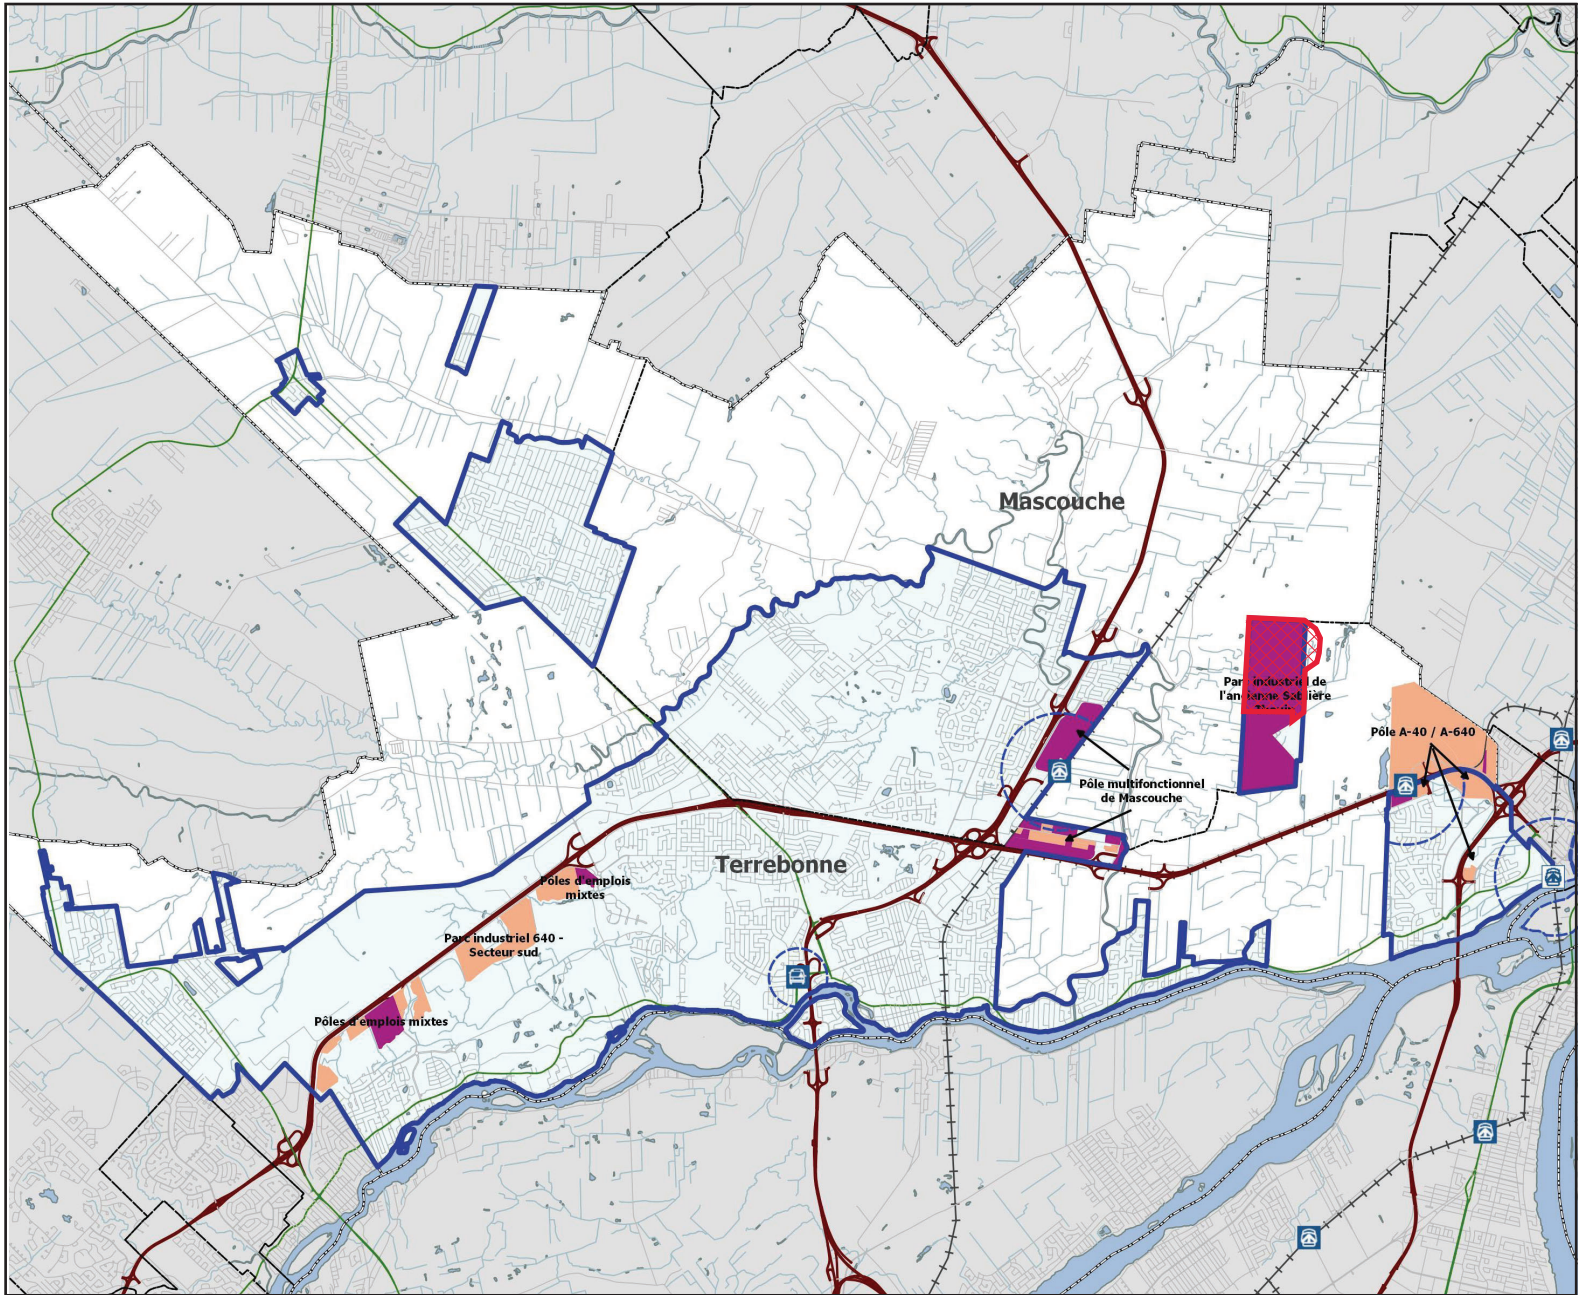 Mascouche
Parc industriel de
l'ancienne Sablière
Pôle A-40 / A-640
Pôle multifonctionnel
de Mascouche
Terrebonne
Pôles d'emplois
mixtes
Parc industriel 640 -
Secteur sud
Pôles d'emplois mixtes